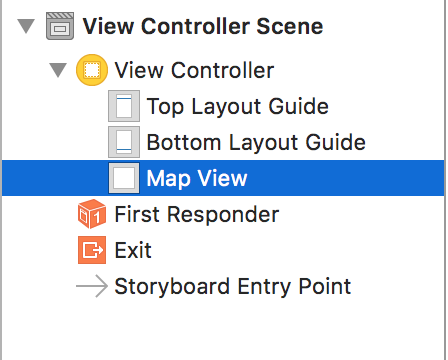 View Controller Scene
View Controller
Top Layout Guide
Bottom Layout Guide
Map View
1
First Responder
Exit
Storyboard Entry Point